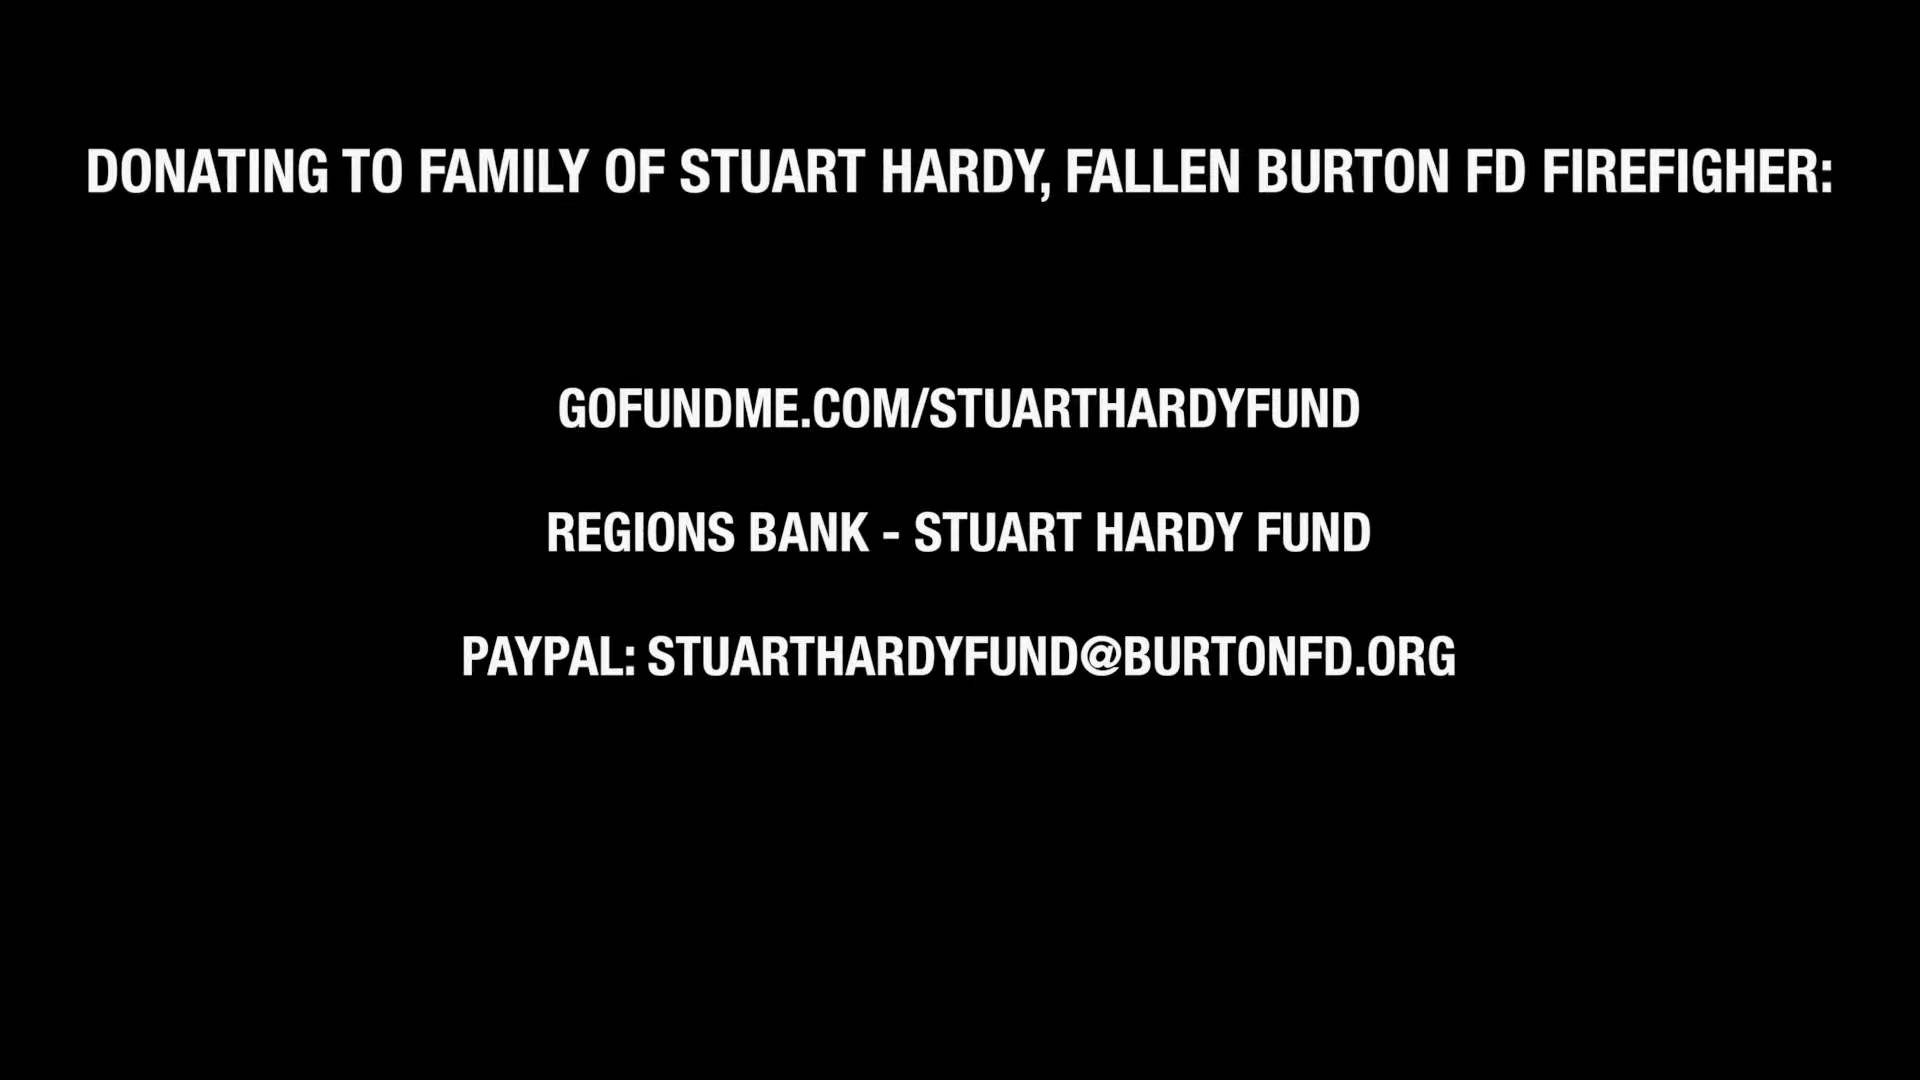 DONATING TO FAMILY OF STUART HARDY, FALLEN BURTON FD FIREFIGHER:
GOFUNDME.COM/STUARTHARDYFUND
REGIONS BANK - STUART HARDY FUND
PAYPAL: STUARTHARDYFUND@BURTONFD.ORG